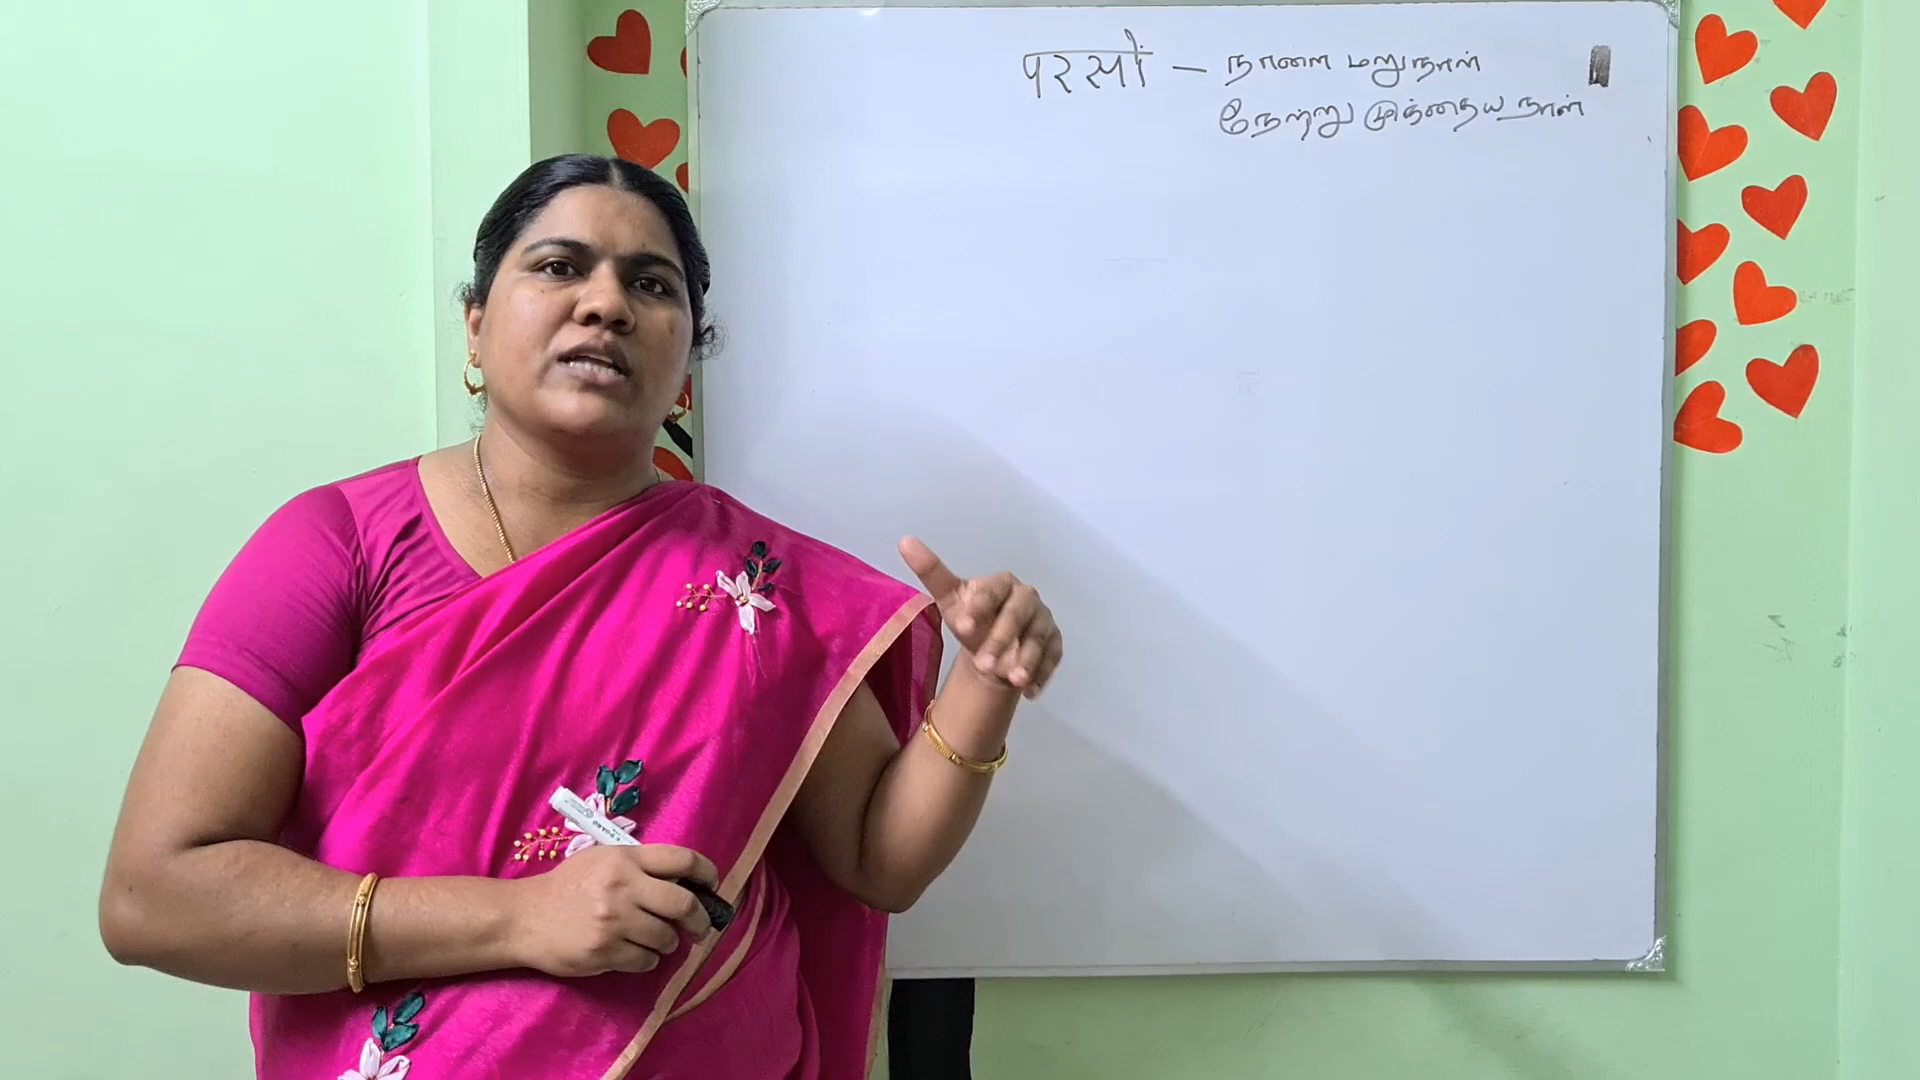 परसों – நாளை மறுநாள்
நேற்று முந்தைய நாள்